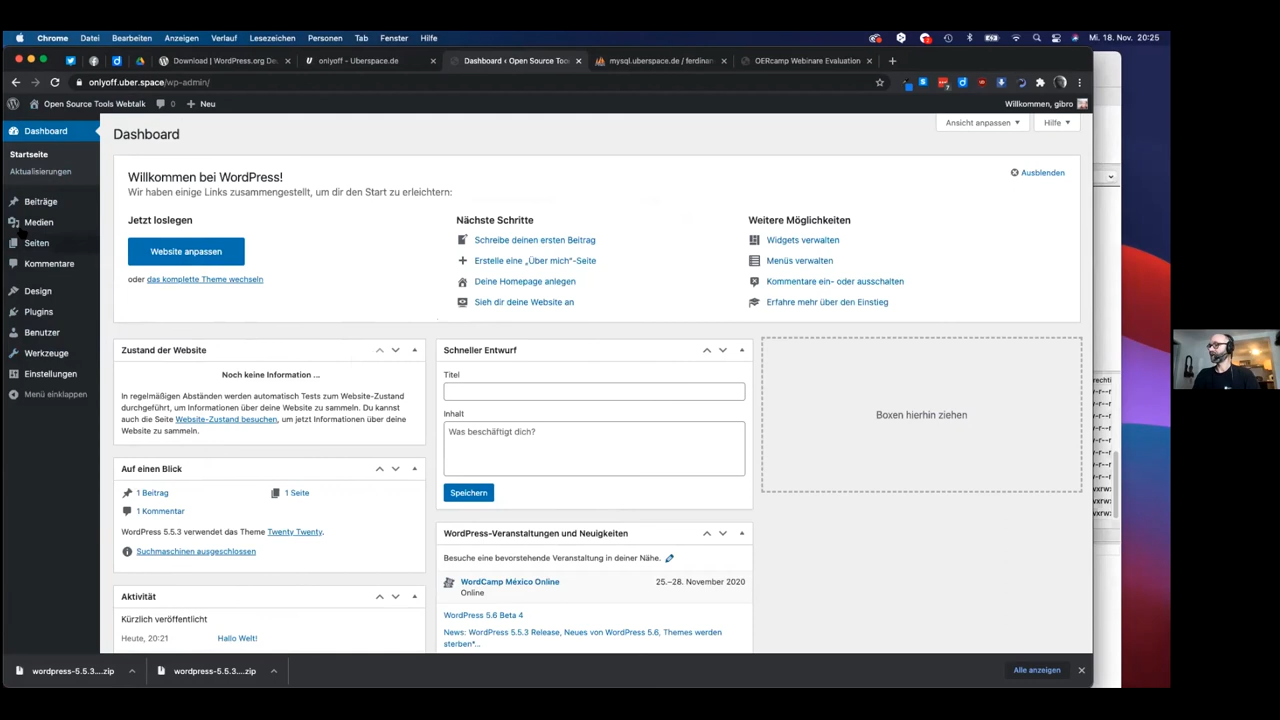 Chrome Datei Bearbeiten Anzeigen Verlauf Lesezeichen Personen Tab Fenster Hilfe Mi. 18. Nov. 20:25
Download | WordPress.org De onlyoff - Uberspace.de Dashboard ‹ Open Source Too mysql.uberspace.de / ferdinan OERcamp Webinare Evaluation
onlyoff.uber.space/wp-admin/
Open Source Tools Webtalk 0 Neu Willkommen, gibro
Dashboard
Startseite
Aktualisierungen
Beiträge
Medien
Seiten
Kommentare
Design
Plugins
Benutzer
Werkzeuge
Einstellungen
Menü einklappen
Dashboard
Ansicht anpassen Hilfe
Willkommen bei WordPress!
Wir haben einige Links zusammengestellt, um dir den Start zu erleichtern:
Ausblenden
Jetzt loslegen
Website anpassen
oder das komplette Theme wechseln
Nächste Schritte
Schreibe deinen ersten Beitrag
Erstelle eine „Über mich“-Seite
Deine Homepage anlegen
Sieh dir deine Website an
Weitere Möglichkeiten
Widgets verwalten
Menüs verwalten
Kommentare ein- oder ausschalten
Erfahre mehr über den Einstieg
Zustand der Website
Noch keine Information ...
In regelmäßigen Abständen werden automatisch Tests zum Website-Zustand
durchgeführt, um Informationen über deine Website zu sammeln. Du kannst
auch die Seite Website-Zustand besuchen, um jetzt Informationen über deine
Website zu sammeln.
Auf einen Blick
1 Beitrag 1 Seite
1 Kommentar
WordPress 5.5.3 verwendet das Theme Twenty Twenty.
Suchmaschinen ausgeschlossen
Aktivität
Kürzlich veröffentlicht
Heute, 20:21 Hallo Welt!
Schneller Entwurf
Titel
Inhalt
Was beschäftigt dich?
Speichern
WordPress-Veranstaltungen und Neuigkeiten
Besuche eine bevorstehende Veranstaltung in deiner Nähe.
WordCamp México Online 25.–28. November 2020
Online
WordPress 5.6 Beta 4
News: WordPress 5.5.3 Release, Neues von WordPress 5.6, Themes werden
sterben“...
Boxen hierhin ziehen
wordpress-5.5.3....zip wordpress-5.5.3....zip Alle anzeigen